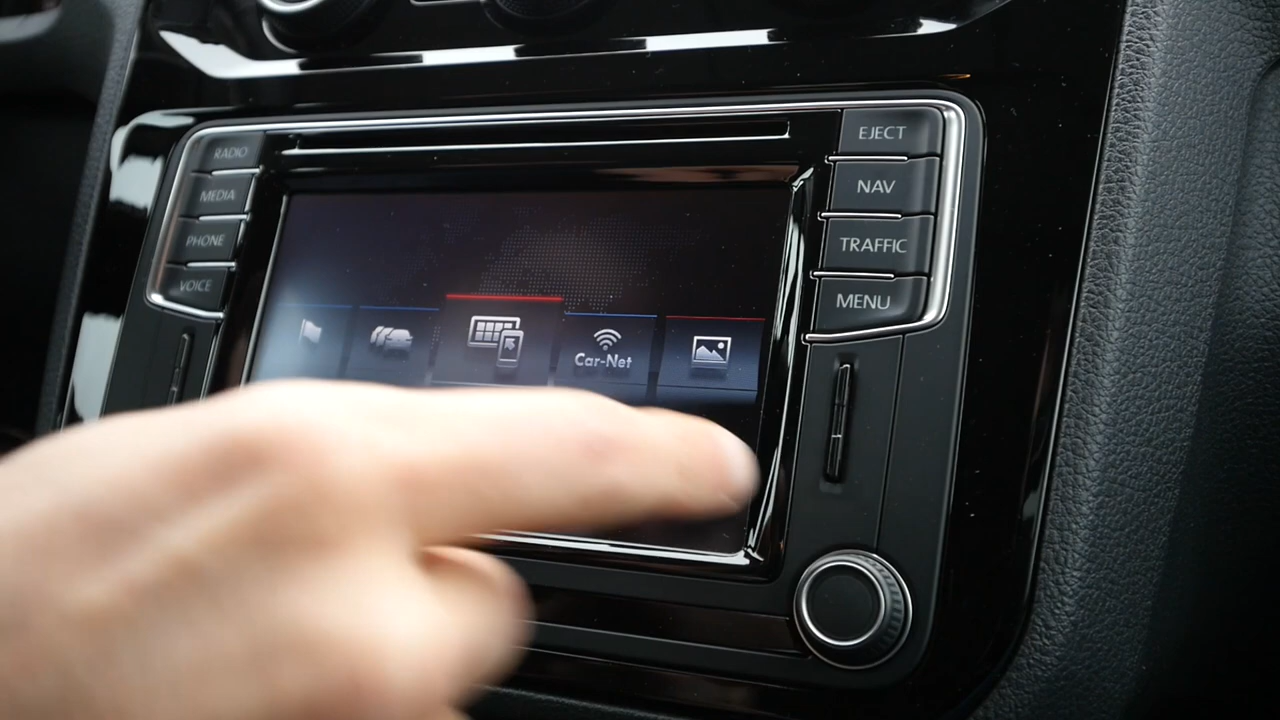 RADIO
MEDIA
PHONE
VOICE
EJECT
NAV
TRAFFIC
MENU
Car-Net